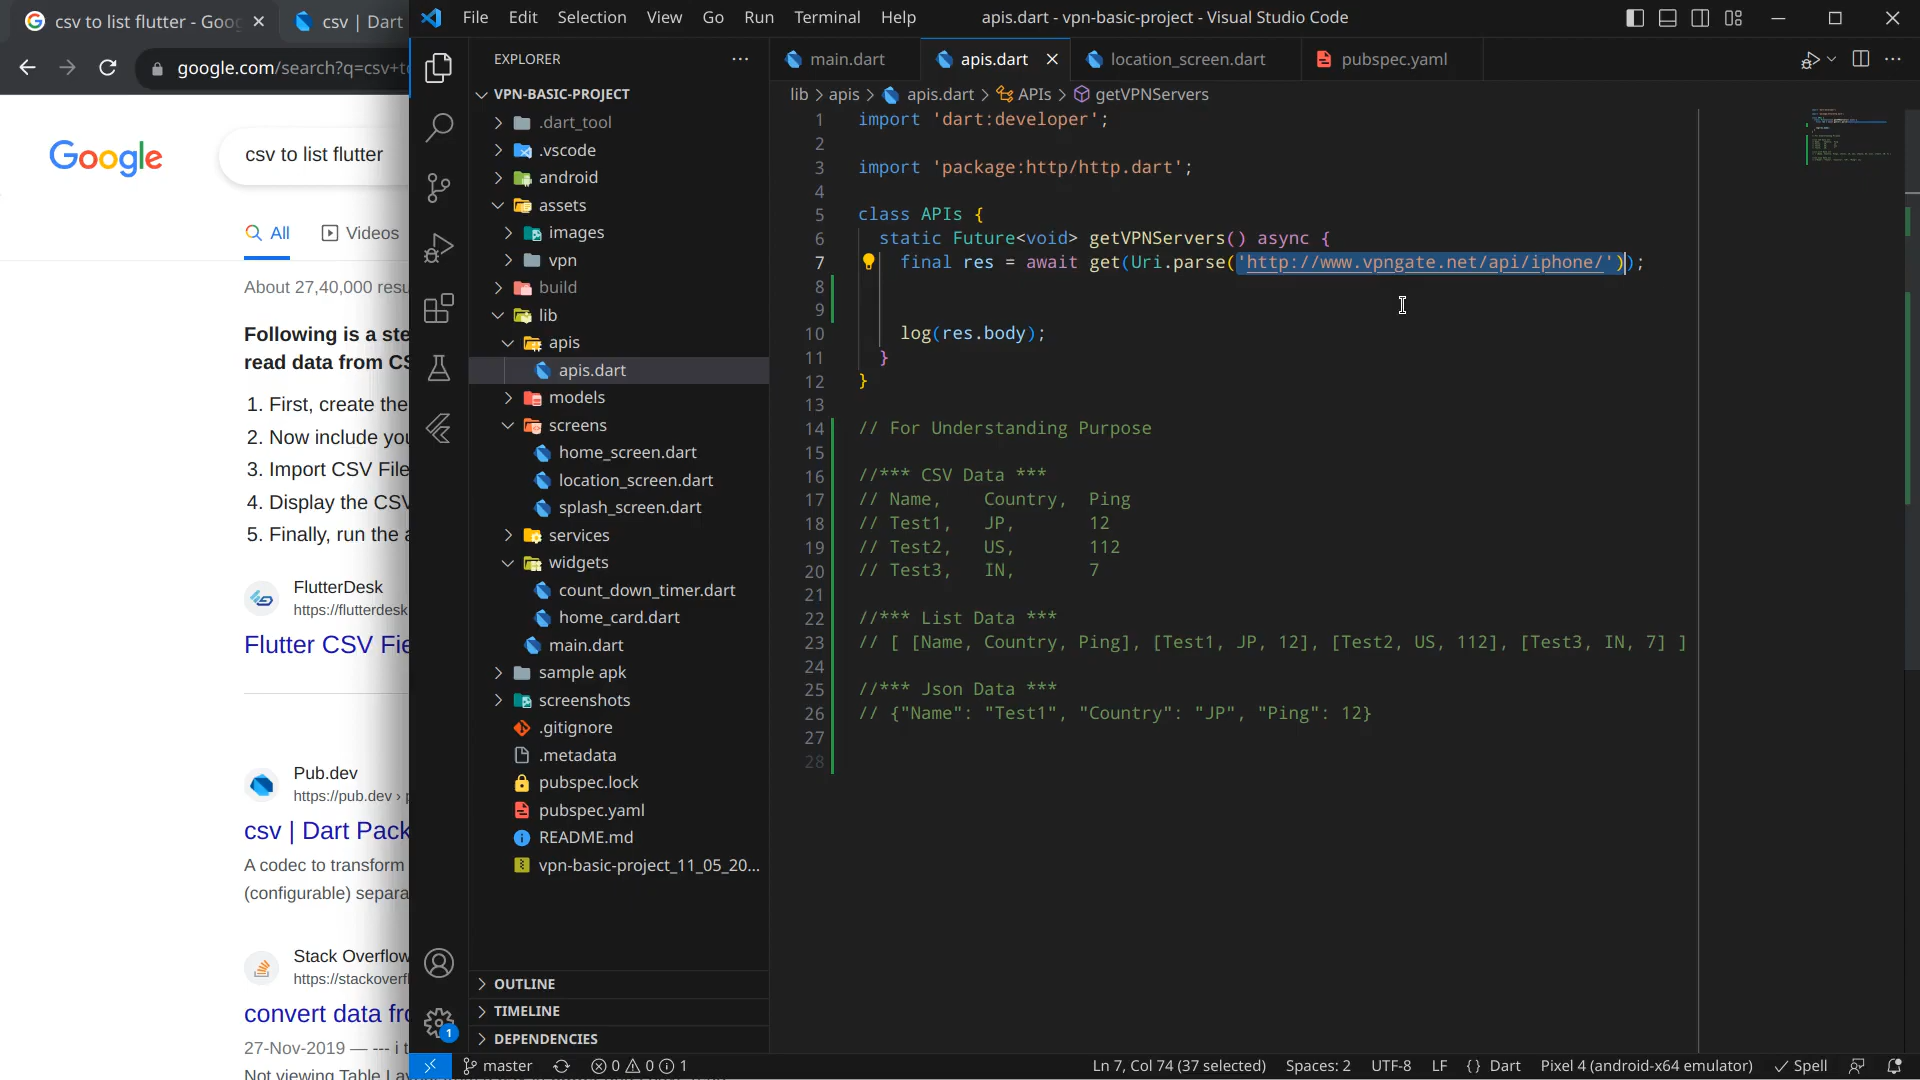 csv to list flutter - Goog
csv | Dart
google.com/search?q=csv+to
Google
csv to list flutter
All
Videos
About 27,40,000 resu
Following is a ste
read data from CS
1. First, create the
2. Now include you
3. Import CSV File
4. Display the CSV
5. Finally, run the a
FlutterDesk
https://flutterdesk
Flutter CSV Fie
Pub.dev
https://pub.dev › p
csv | Dart Pack
A codec to transform
(configurable) separa
Stack Overflow
https://stackoverfl
convert data fro
27-Nov-2019 — --- i t
Not viewing Table La
File Edit Selection View Go Run Terminal Help
apis.dart - vpn-basic-project - Visual Studio Code
EXPLORER
VPN-BASIC-PROJECT
.dart_tool
.vscode
android
assets
images
vpn
build
lib
apis
apis.dart
models
screens
home_screen.dart
location_screen.dart
splash_screen.dart
services
widgets
count_down_timer.dart
home_card.dart
main.dart
sample apk
screenshots
.gitignore
.metadata
pubspec.lock
pubspec.yaml
README.md
vpn-basic-project_11_05_20...
OUTLINE
TIMELINE
DEPENDENCIES
main.dart
apis.dart
location_screen.dart
pubspec.yaml
lib > apis > apis.dart > APIs > getVPNServers
1 import 'dart:developer';
2
3 import 'package:http/http.dart';
4
5 class APIs {
6 static Future<void> getVPNServers() async {
7 final res = await get(Uri.parse('http://www.vpngate.net/api/iphone/'));
8
9
10 log(res.body);
11 }
12 }
13
14 // For Understanding Purpose
15
16 //*** CSV Data ***
17 // Name, Country, Ping
18 // Test1, JP, 12
19 // Test2, US, 112
20 // Test3, IN, 7
21
22 //*** List Data ***
23 // [ [Name, Country, Ping], [Test1, JP, 12], [Test2, US, 112], [Test3, IN, 7] ]
24
25 //*** Json Data ***
26 // {"Name": "Test1", "Country": "JP", "Ping": 12}
27
28
1
master
0 0 1
Ln 7, Col 74 (37 selected)
Spaces: 2
UTF-8
LF
{ } Dart
Pixel 4 (android-x64 emulator)
Spell